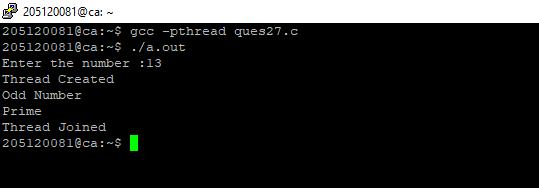 205120081@ca: ~
205120081@ca:~$ gcc -pthread ques27.c
205120081@ca:~$ ./a.out
Enter the number :13
Thread Created
Odd Number
Prime
Thread Joined
205120081@ca:~$